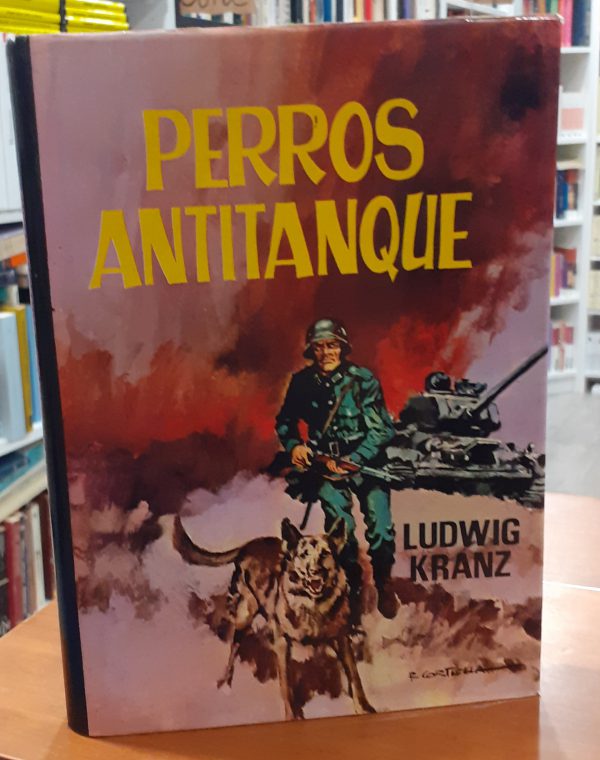 PERROS
ANTITANQUE
LUDWIG
KRANZ